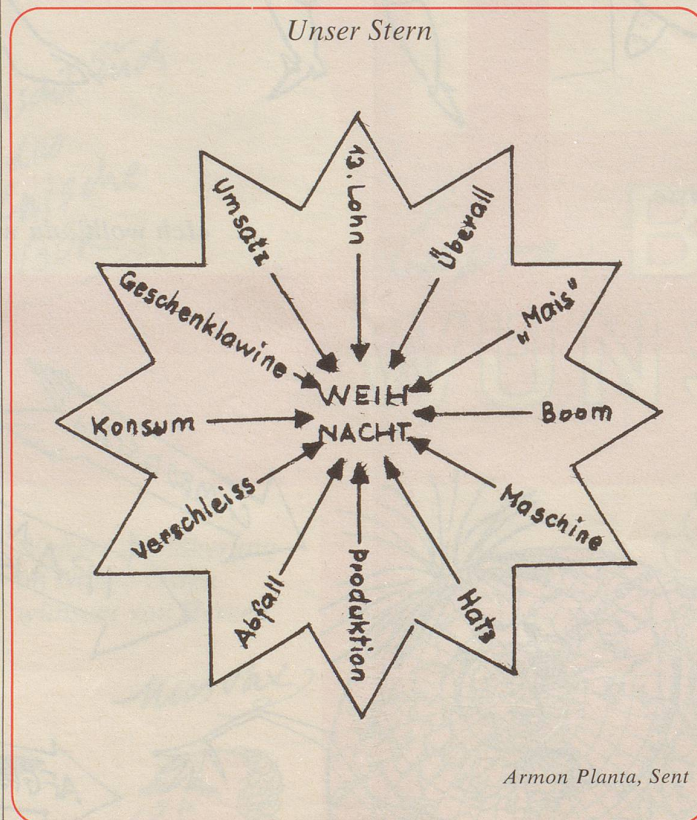 Unser Stern
13. Lohn
Überall
„Mais“
Boom
Maschine
Hatz
Produktion
Abfall
Verschleiss
Konsum
Geschenklawine
Umsatz
WEIH
NACHT
Armon Planta, Sent